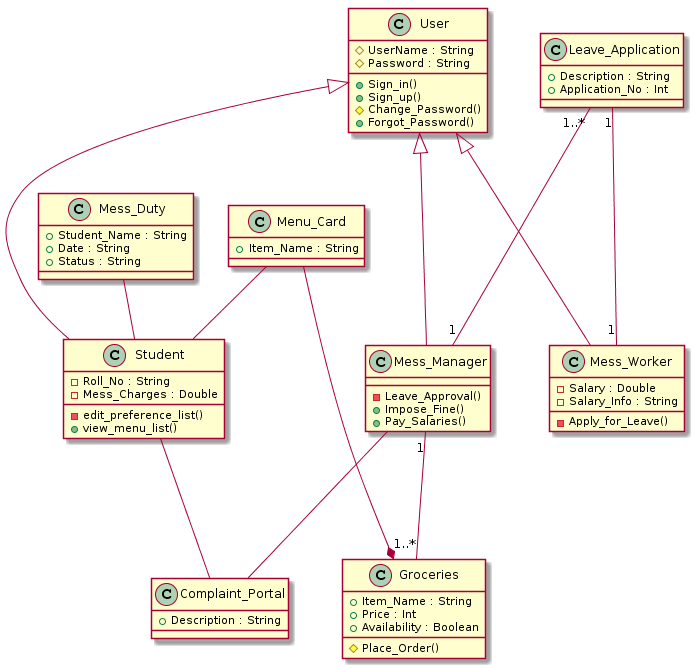 C User
UserName : String
Password : String
Sign_in()
Sign_up()
Change_Password()
Forgot_Password()
C Leave_Application
Description : String
Application_No : Int
1..*
1
C Mess_Duty
Student_Name : String
Date : String
Status : String
C Menu_Card
Item_Name : String
1
1
C Student
Roll_No : String
Mess_Charges : Double
edit_preference_list()
view_menu_list()
C Mess_Manager
Leave_Approval()
Impose_Fine()
Pay_Salaries()
C Mess_Worker
Salary : Double
Salary_Info : String
Apply_for_Leave()
1
1..*
C Complaint_Portal
Description : String
C Groceries
Item_Name : String
Price : Int
Availability : Boolean
Place_Order()